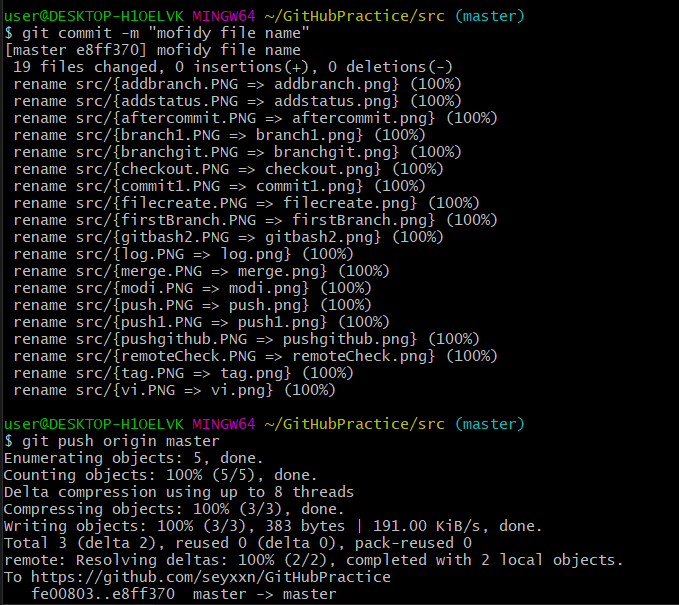 user@DESKTOP-H1OELVK MINGW64 ~/GitHubPractice/src (master)
$ git commit -m "mofidy file name"
[master e8ff370] mofidy file name
 19 files changed, 0 insertions(+), 0 deletions(-)
 rename src/{addbranch.PNG => addbranch.png} (100%)
 rename src/{addstatus.PNG => addstatus.png} (100%)
 rename src/{aftercommit.PNG => aftercommit.png} (100%)
 rename src/{branch1.PNG => branch1.png} (100%)
 rename src/{branchgit.PNG => branchgit.png} (100%)
 rename src/{checkout.PNG => checkout.png} (100%)
 rename src/{commit1.PNG => commit1.png} (100%)
 rename src/{filecreate.PNG => filecreate.png} (100%)
 rename src/{firstBranch.PNG => firstBranch.png} (100%)
 rename src/{gitbash2.PNG => gitbash2.png} (100%)
 rename src/{log.PNG => log.png} (100%)
 rename src/{merge.PNG => merge.png} (100%)
 rename src/{modi.PNG => modi.png} (100%)
 rename src/{push.PNG => push.png} (100%)
 rename src/{push1.PNG => push1.png} (100%)
 rename src/{pushgithub.PNG => pushgithub.png} (100%)
 rename src/{remoteCheck.PNG => remoteCheck.png} (100%)
 rename src/{tag.PNG => tag.png} (100%)
 rename src/{vi.PNG => vi.png} (100%)
user@DESKTOP-H1OELVK MINGW64 ~/GitHubPractice/src (master)
$ git push origin master
Enumerating objects: 5, done.
Counting objects: 100% (5/5), done.
Delta compression using up to 8 threads
Compressing objects: 100% (3/3), done.
Writing objects: 100% (3/3), 383 bytes | 191.00 KiB/s, done.
Total 3 (delta 2), reused 0 (delta 0), pack-reused 0
remote: Resolving deltas: 100% (2/2), completed with 2 local objects.
To https://github.com/seyxxn/GitHubPractice
   fe00803..e8ff370  master -> master